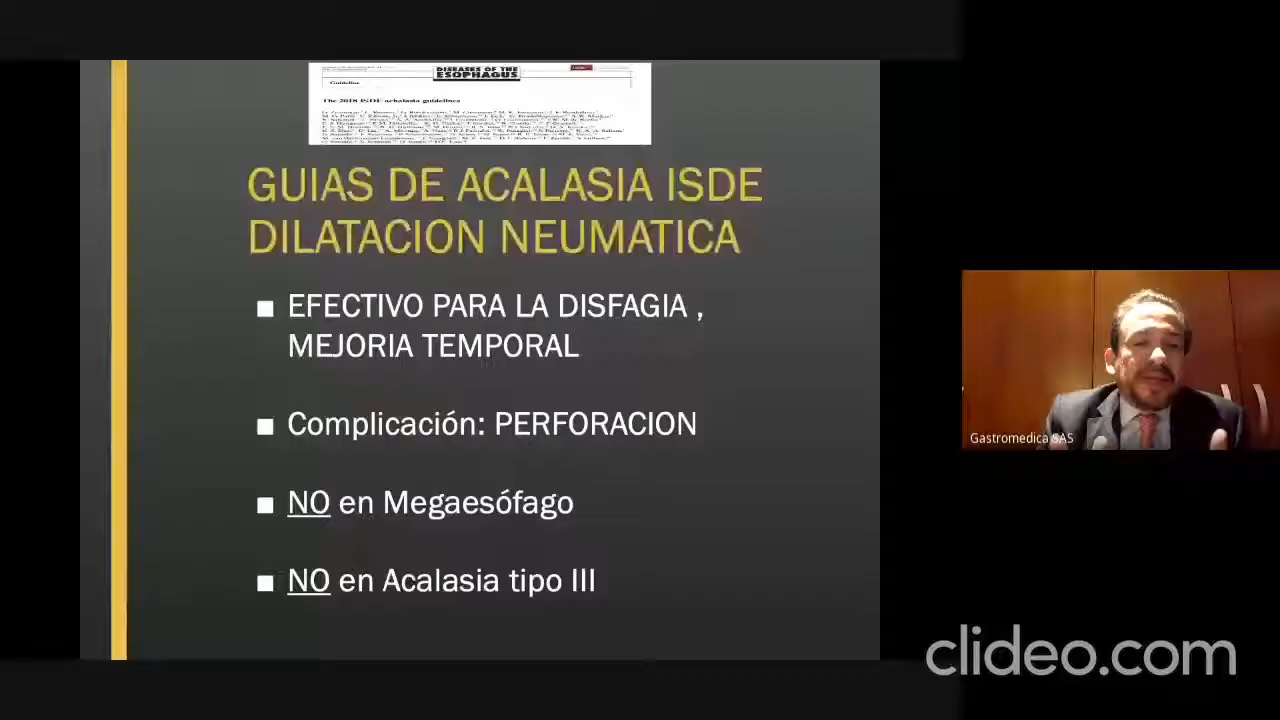 DISEASES OF THE
ESOPHAGUS
Guideline
The 2018 ISDE achalasia guidelines
GUIAS DE ACALASIA ISDE
DILATACION NEUMATICA
■ EFECTIVO PARA LA DISFAGIA ,
MEJORIA TEMPORAL
■ Complicación: PERFORACION
■ NO en Megaesófago
■ NO en Acalasia tipo III
Gastromedica SAS
clideo.com